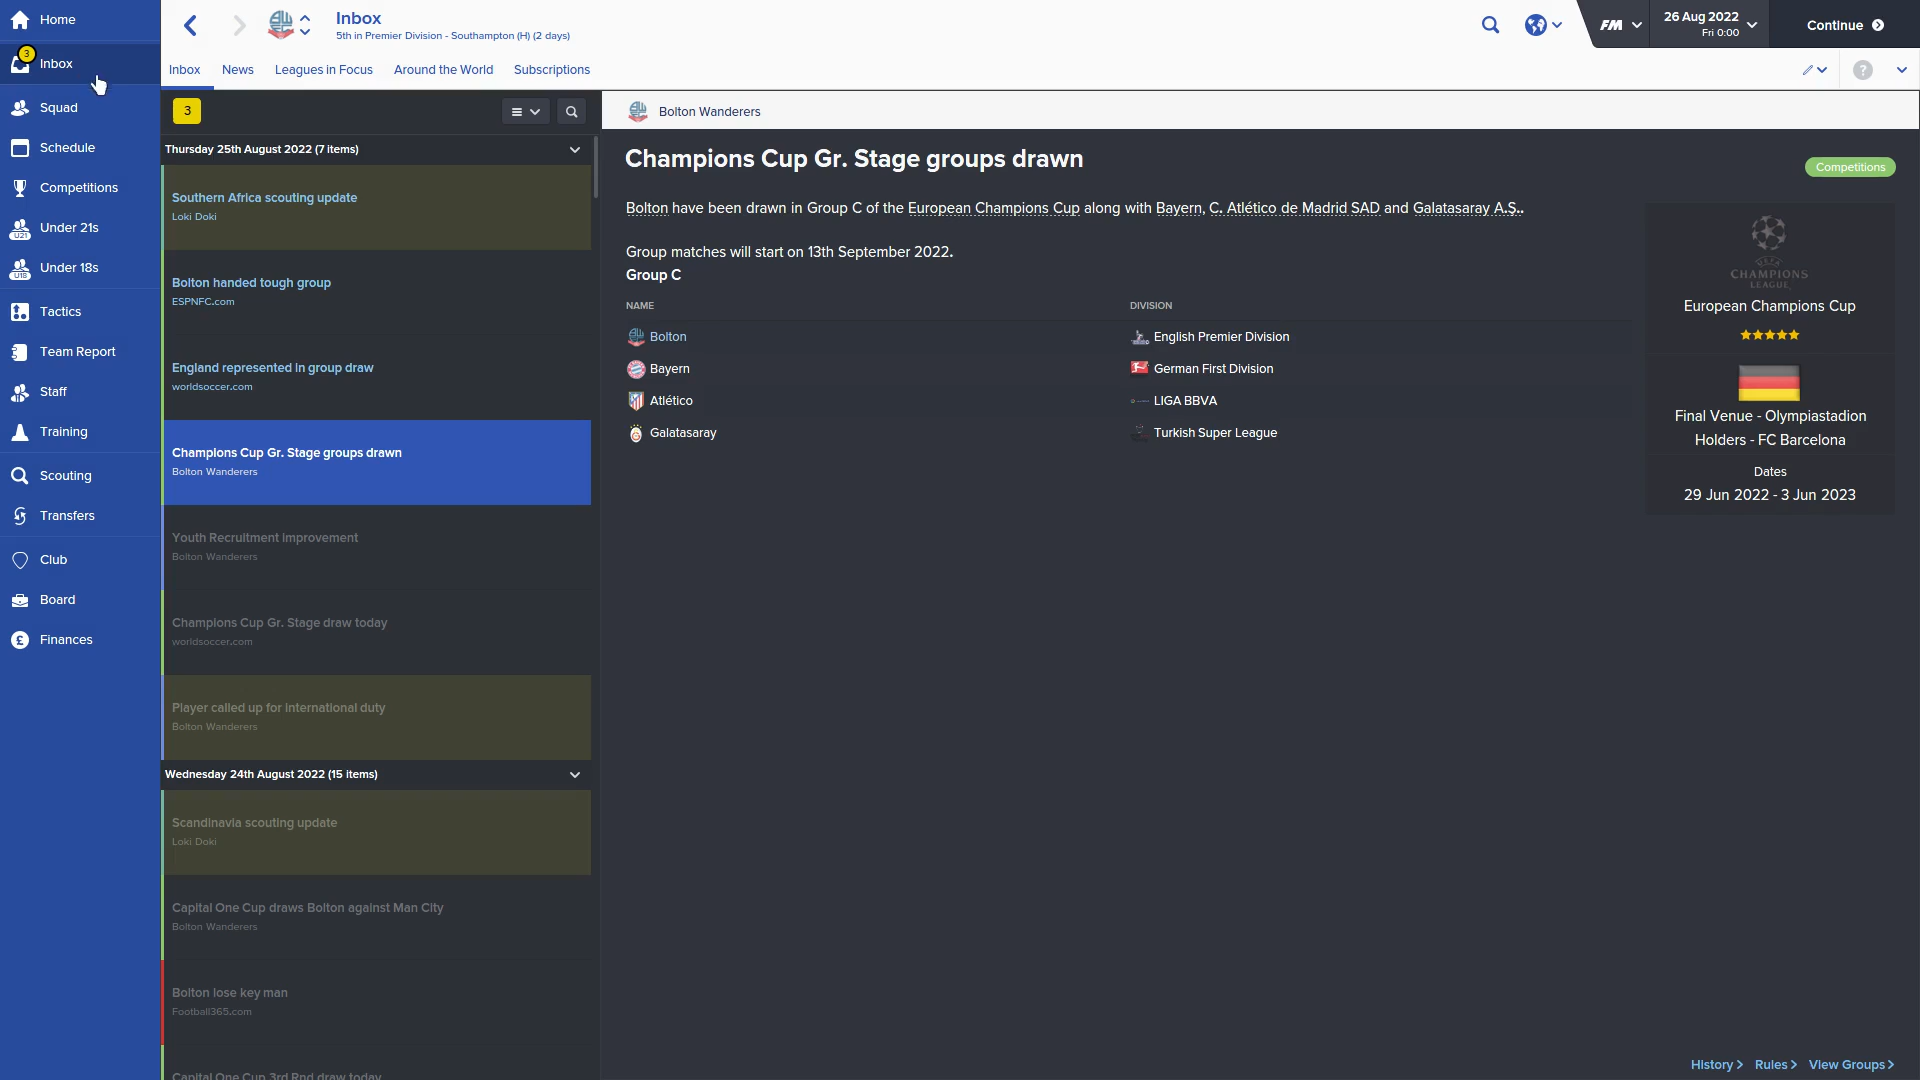 Home
3
Inbox
Squad
Schedule
Competitions
U21
Under 21s
U18
Under 18s
Tactics
Team Report
Staff
Training
Scouting
Transfers
Club
Board
Finances
Inbox
5th in Premier Division - Southampton (H) (2 days)
FM
26 Aug 2022
Fri 0:00
Continue
Inbox News Leagues in Focus Around the World Subscriptions
?
3
Thursday 25th August 2022 (7 items)
Southern Africa scouting update
Loki Doki
Bolton handed tough group
ESPNFC.com
England represented in group draw
worldsoccer.com
Champions Cup Gr. Stage groups drawn
Bolton Wanderers
Youth Recruitment improvement
Bolton Wanderers
Champions Cup Gr. Stage draw today
worldsoccer.com
Player called up for international duty
Bolton Wanderers
Wednesday 24th August 2022 (15 items)
Scandinavia scouting update
Loki Doki
Capital One Cup draws Bolton against Man City
Bolton Wanderers
Bolton lose key man
Football365.com
Capital One Cup 3rd Rnd draw today
Bolton Wanderers
Champions Cup Gr. Stage groups drawn
Competitions
Bolton have been drawn in Group C of the European Champions Cup along with Bayern, C. Atlético de Madrid SAD and Galatasaray A.Ş..
Group matches will start on 13th September 2022.
Group C
NAME DIVISION
Bolton English Premier Division
Bayern German First Division
Atlético LIGA BBVA
Galatasaray Turkish Super League
UEFA
CHAMPIONS
LEAGUE
European Champions Cup
Final Venue - Olympiastadion
Holders - FC Barcelona
Dates
29 Jun 2022 - 3 Jun 2023
History > Rules > View Groups >